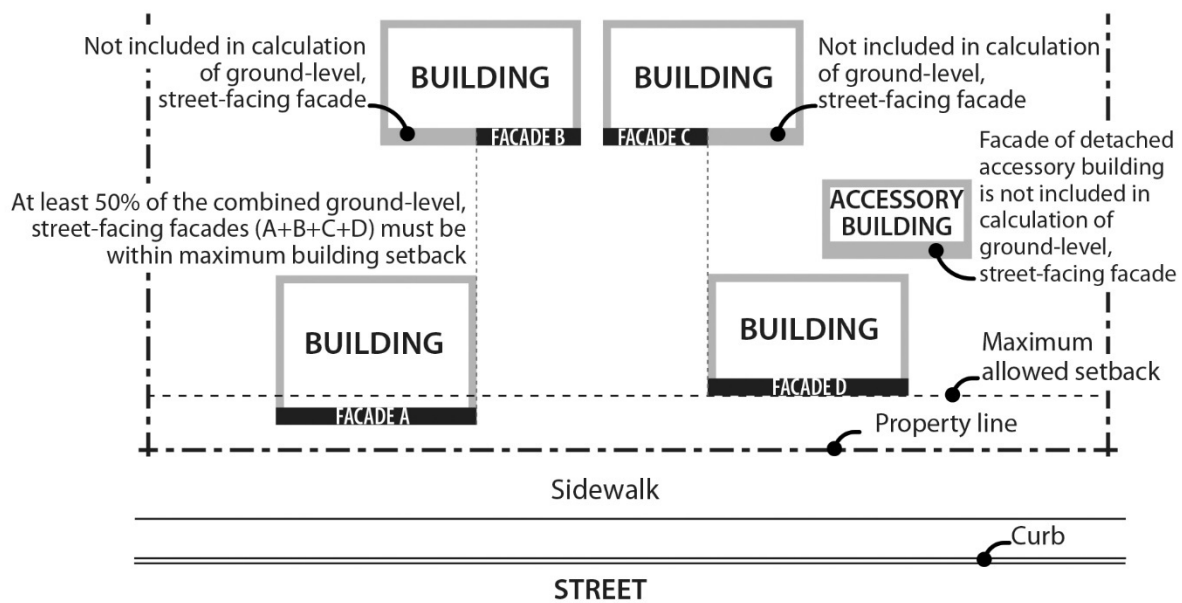 Not included in calculation
of ground-level,
street-facing facade
BUILDING
FACADE B
BUILDING
FACADE C
Not included in calculation
of ground-level,
street-facing facade
Facade of detached
accessory building
is not included in
calculation of
ground-level,
street-facing facade
ACCESSORY
BUILDING
At least 50% of the combined ground-level,
street-facing facades (A+B+C+D) must be
within maximum building setback
BUILDING
FACADE A
BUILDING
FACADE D
Maximum
allowed setback
Property line
Sidewalk
Curb
STREET